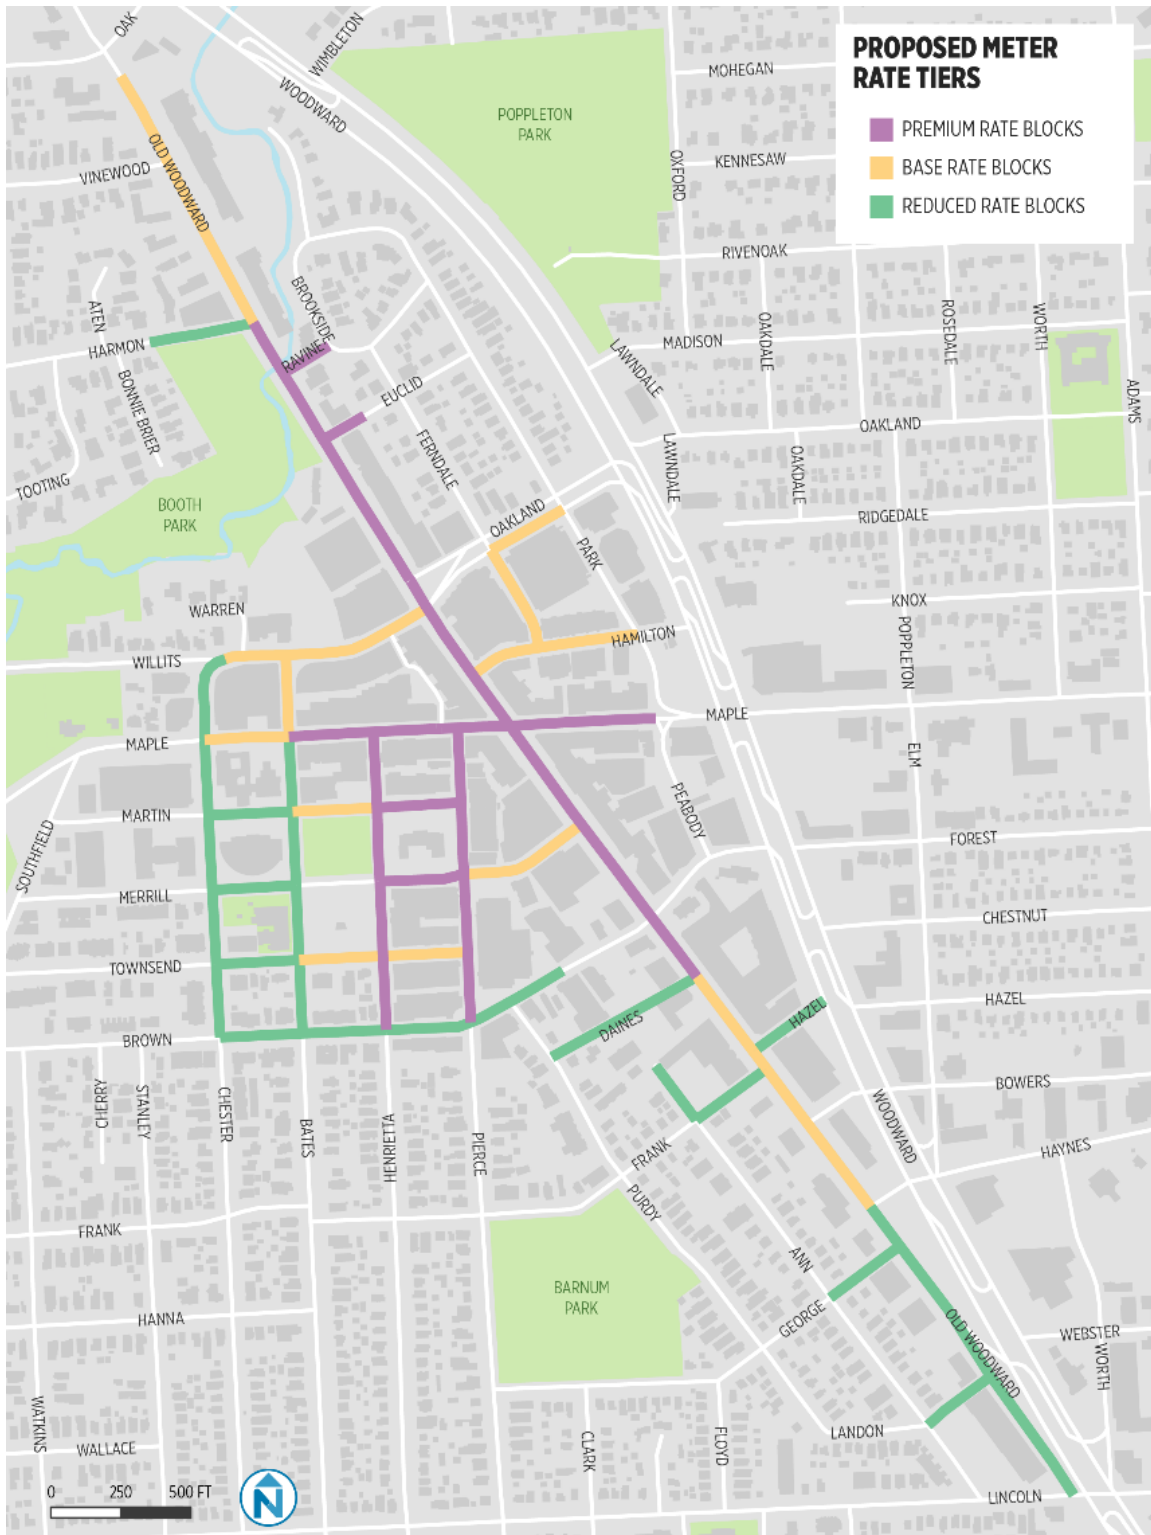 OAK
WIMBLETON
WOODWARD
PROPOSED METER
RATE TIERS
PREMIUM RATE BLOCKS
BASE RATE BLOCKS
REDUCED RATE BLOCKS
MOHEGAN
POPPLETON
PARK
OXFORD
KENNESAW
VINEWOOD
OLD WOODWARD
RIVENOAK
ATEN
BROOKSIDE
HARMON
RAVINE
BONNIE BRIER
EUCLID
MADISON
OAKDALE
ROSEDALE
WORTH
LAWNDALE
ADAMS
OAKLAND
FERNDALE
LAWNDALE
OAKDALE
TOOTING
BOOTH
PARK
OAKLAND
RIDGEDALE
PARK
WARREN
KNOX
HAMILTON
POPPLETON
WILLITS
MAPLE
MAPLE
ELM
MARTIN
PEABODY
SOUTHFIELD
FOREST
MERRILL
CHESTNUT
TOWNSEND
HAZEL
HAZEL
DAINES
BROWN
BOWERS
CHERRY
STANLEY
CHESTER
BATES
HENRIETTA
PIERCE
WOODWARD
FRANK
HAYNES
PURDY
FRANK
ANN
BARNUM
PARK
HANNA
GEORGE
OLD WOODWARD
WEBSTER
WORTH
WATKINS
WALLACE
CLARK
FLOYD
LANDON
LINCOLN
0 250 500 FT
N